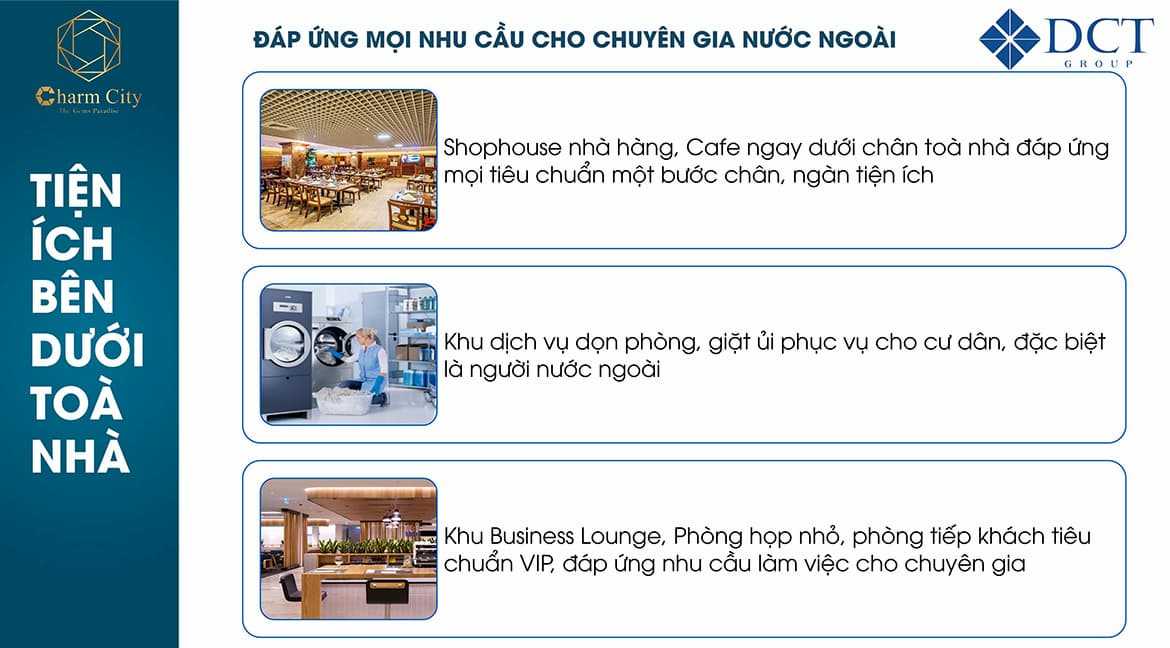 Charm City
The Gems Paradise
TIỆN
ÍCH
BÊN
DƯỚI
TOÀ
NHÀ
ĐÁP ỨNG MỌI NHU CẦU CHO CHUYÊN GIA NƯỚC NGOÀI
DCT
GROUP
Shophouse nhà hàng, Cafe ngay dưới chân toà nhà đáp ứng
mọi tiêu chuẩn một bước chân, ngàn tiện ích
Khu dịch vụ dọn phòng, giặt ủi phục vụ cho cư dân, đặc biệt
là người nước ngoài
Khu Business Lounge, Phòng họp nhỏ, phòng tiếp khách tiêu
chuẩn VIP, đáp ứng nhu cầu làm việc cho chuyên gia